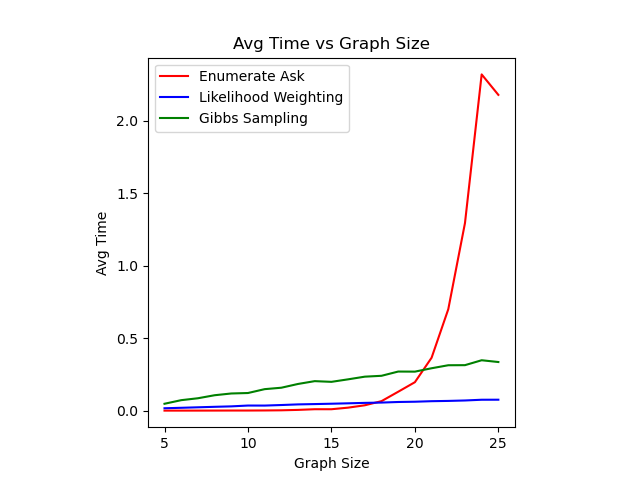 Avg Time vs Graph Size
Enumerate Ask
Likelihood Weighting
Gibbs Sampling
2.0
1.5
1.0
0.5
0.0
Avg Time
5 10 15 20 25
Graph Size